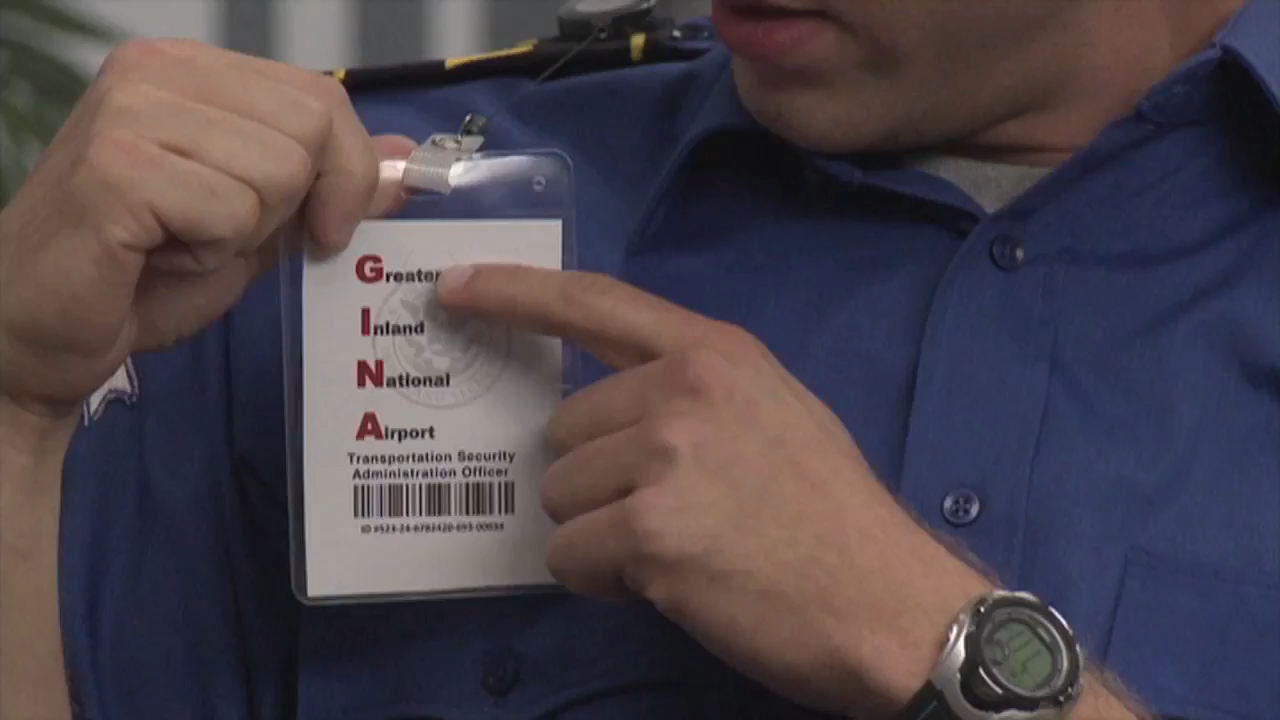 Greater
Inland
National
Airport
Transportation Security
Administration Officer